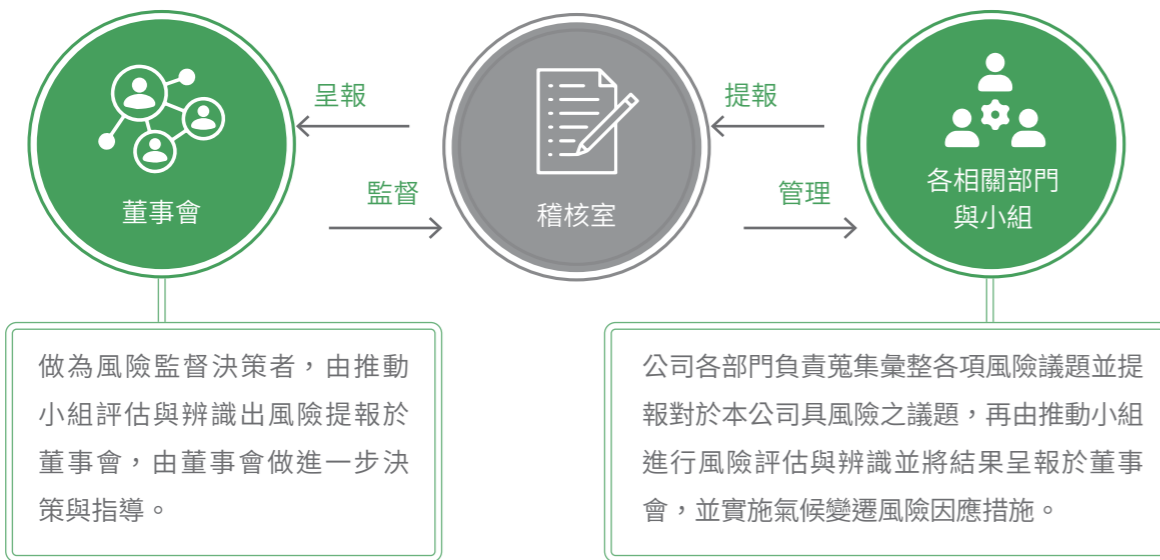 呈報
提報
監督
管理
董事會
稽核室
各相關部門
與小組
做為風險監督決策者，由推動
小組評估與辨識出風險提報於
董事會，由董事會做進一步決
策與指導。
公司各部門負責蒐集彙整各項風險議題並提
報對於本公司具風險之議題，再由推動小組
進行風險評估與辨識並將結果呈報於董事
會，並實施氣候變遷風險因應措施。